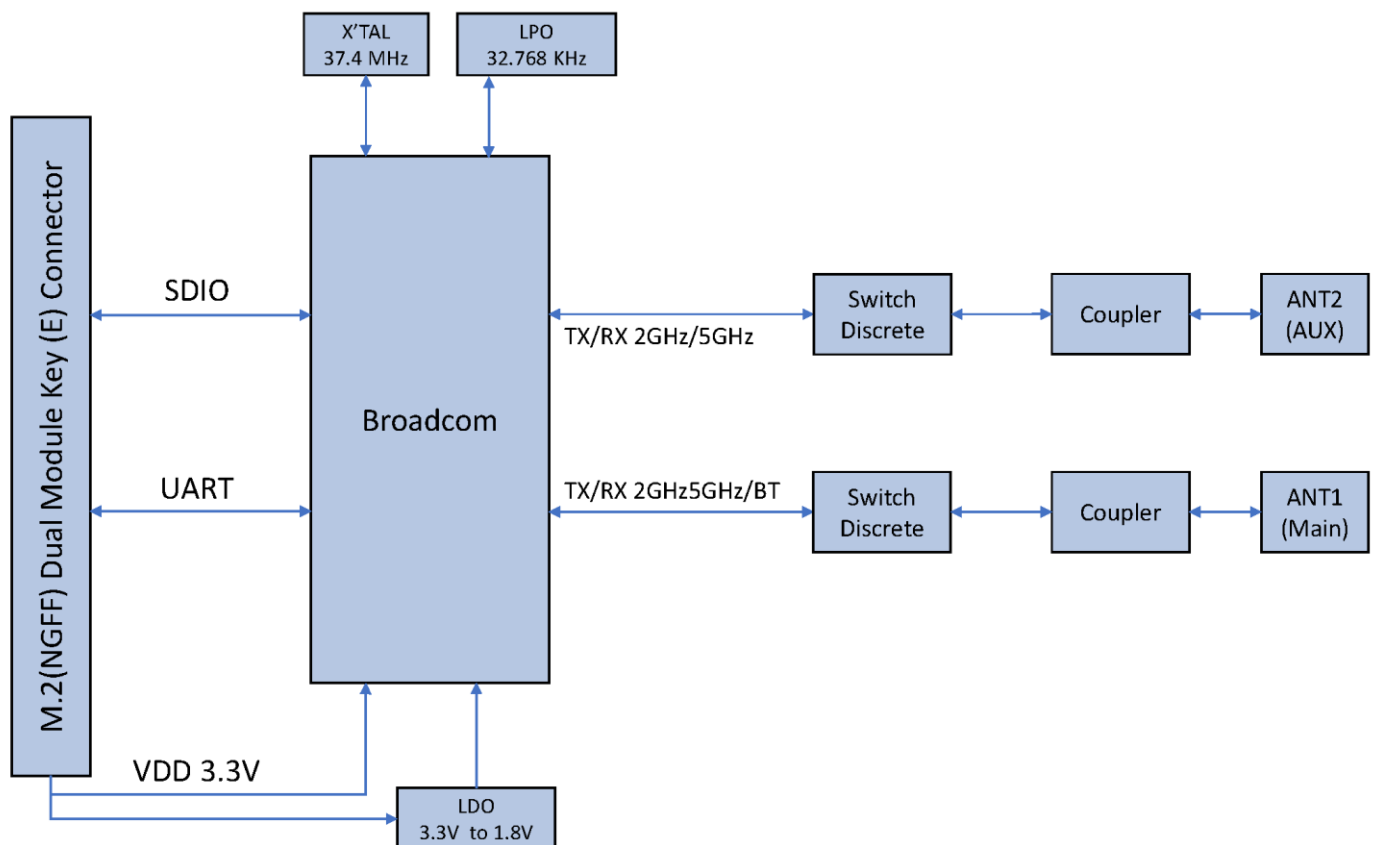 X'TAL
37.4 MHz
LPO
32.768 KHz
M.2(NGFF) Dual Module Key (E) Connector
SDIO
UART
VDD 3.3V
Broadcom
LDO
3.3V to 1.8V
TX/RX 2GHz/5GHz
Switch
Discrete
Coupler
ANT2
(AUX)
TX/RX 2GHz5GHz/BT
Switch
Discrete
Coupler
ANT1
(Main)